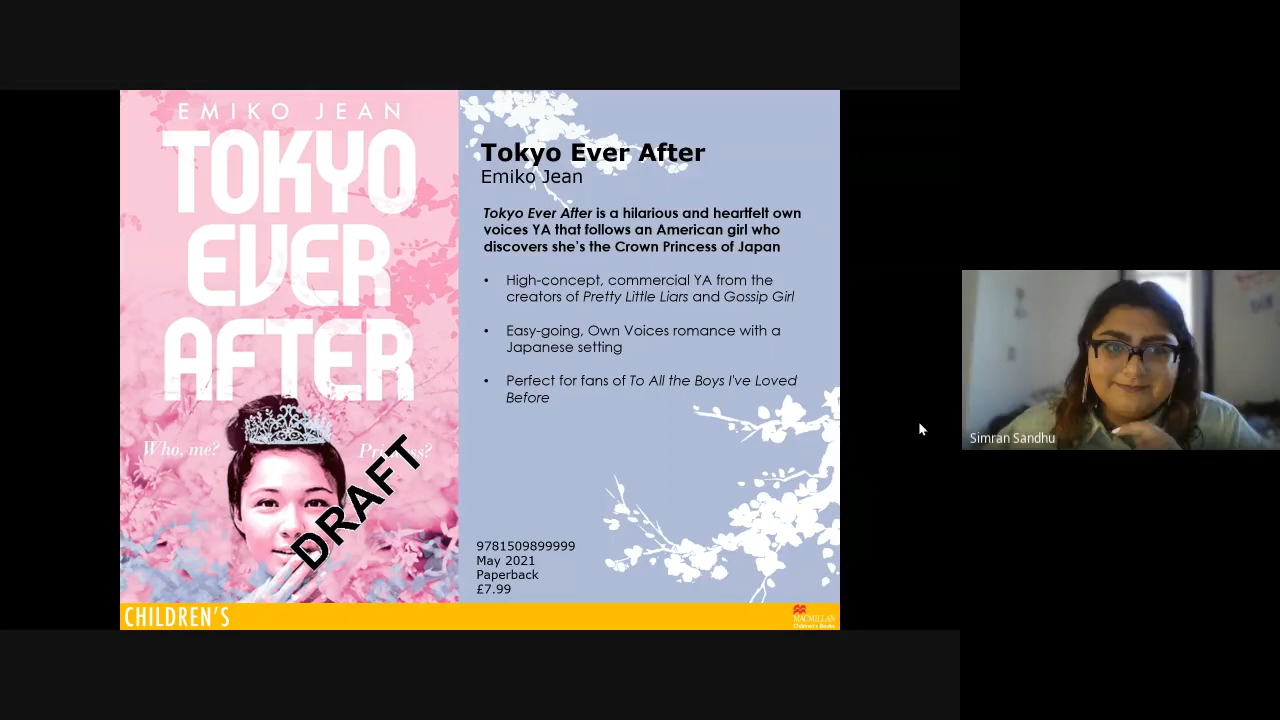 EMIKO JEAN
TOKYO
EVER
AFTER
Who, me?
Princess?
DRAFT
Tokyo Ever After
Emiko Jean
Tokyo Ever After is a hilarious and heartfelt own
voices YA that follows an American girl who
discovers she's the Crown Princess of Japan
• High-concept, commercial YA from the
creators of Pretty Little Liars and Gossip Girl
• Easy-going, Own Voices romance with a
Japanese setting
• Perfect for fans of To All the Boys I've Loved
Before
9781509899999
May 2021
Paperback
£7.99
CHILDREN'S
MACMILLAN
Children's Books
Simran Sandhu